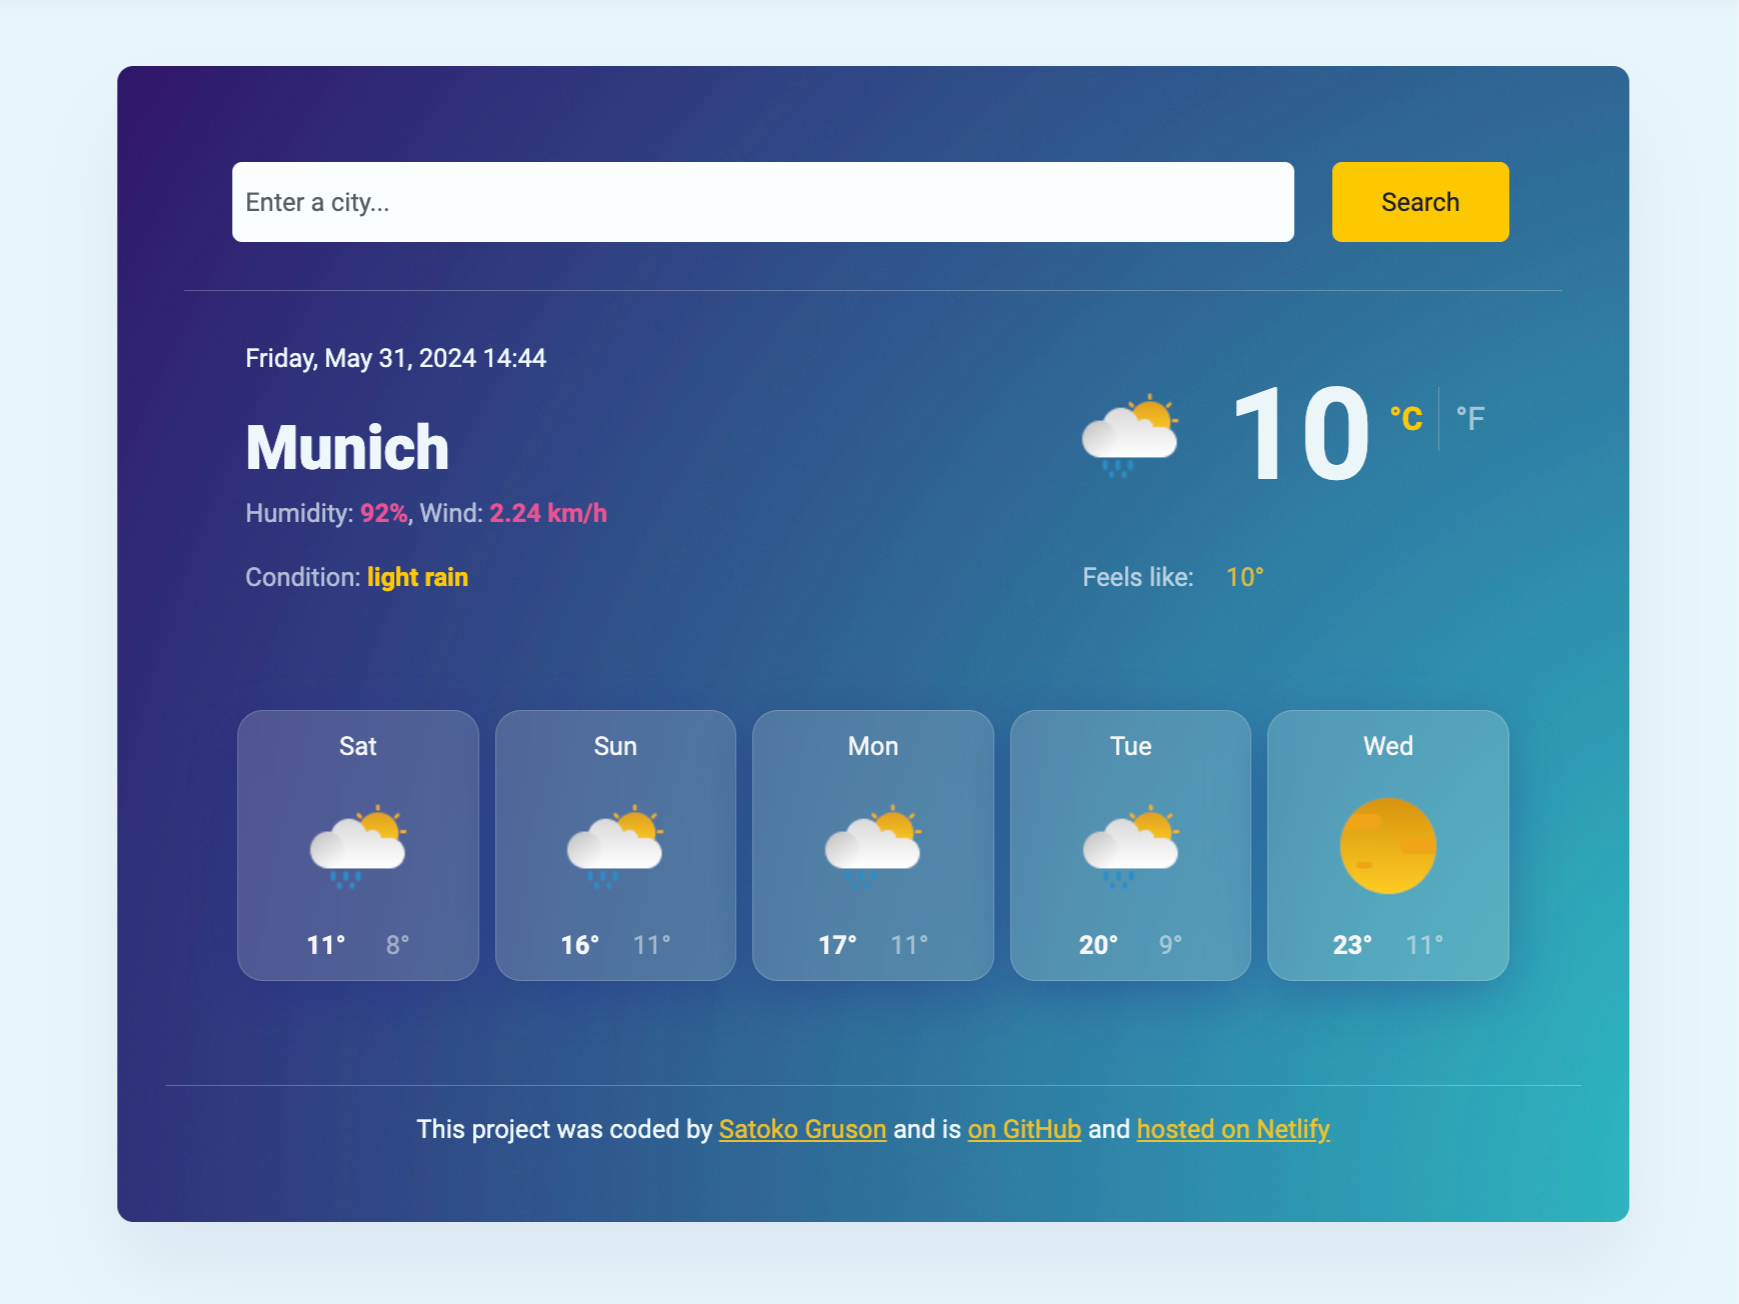 Enter a city...
Search
Friday, May 31, 2024 14:44
Munich
10 °C °F
Humidity: 92%, Wind: 2.24 km/h
Condition: light rain
Feels like: 10°
Sat Sun Mon Tue Wed
11° 8° 16° 11° 17° 11° 20° 9° 23° 11°
This project was coded by Satoko Gruson and is on GitHub and hosted on Netlify